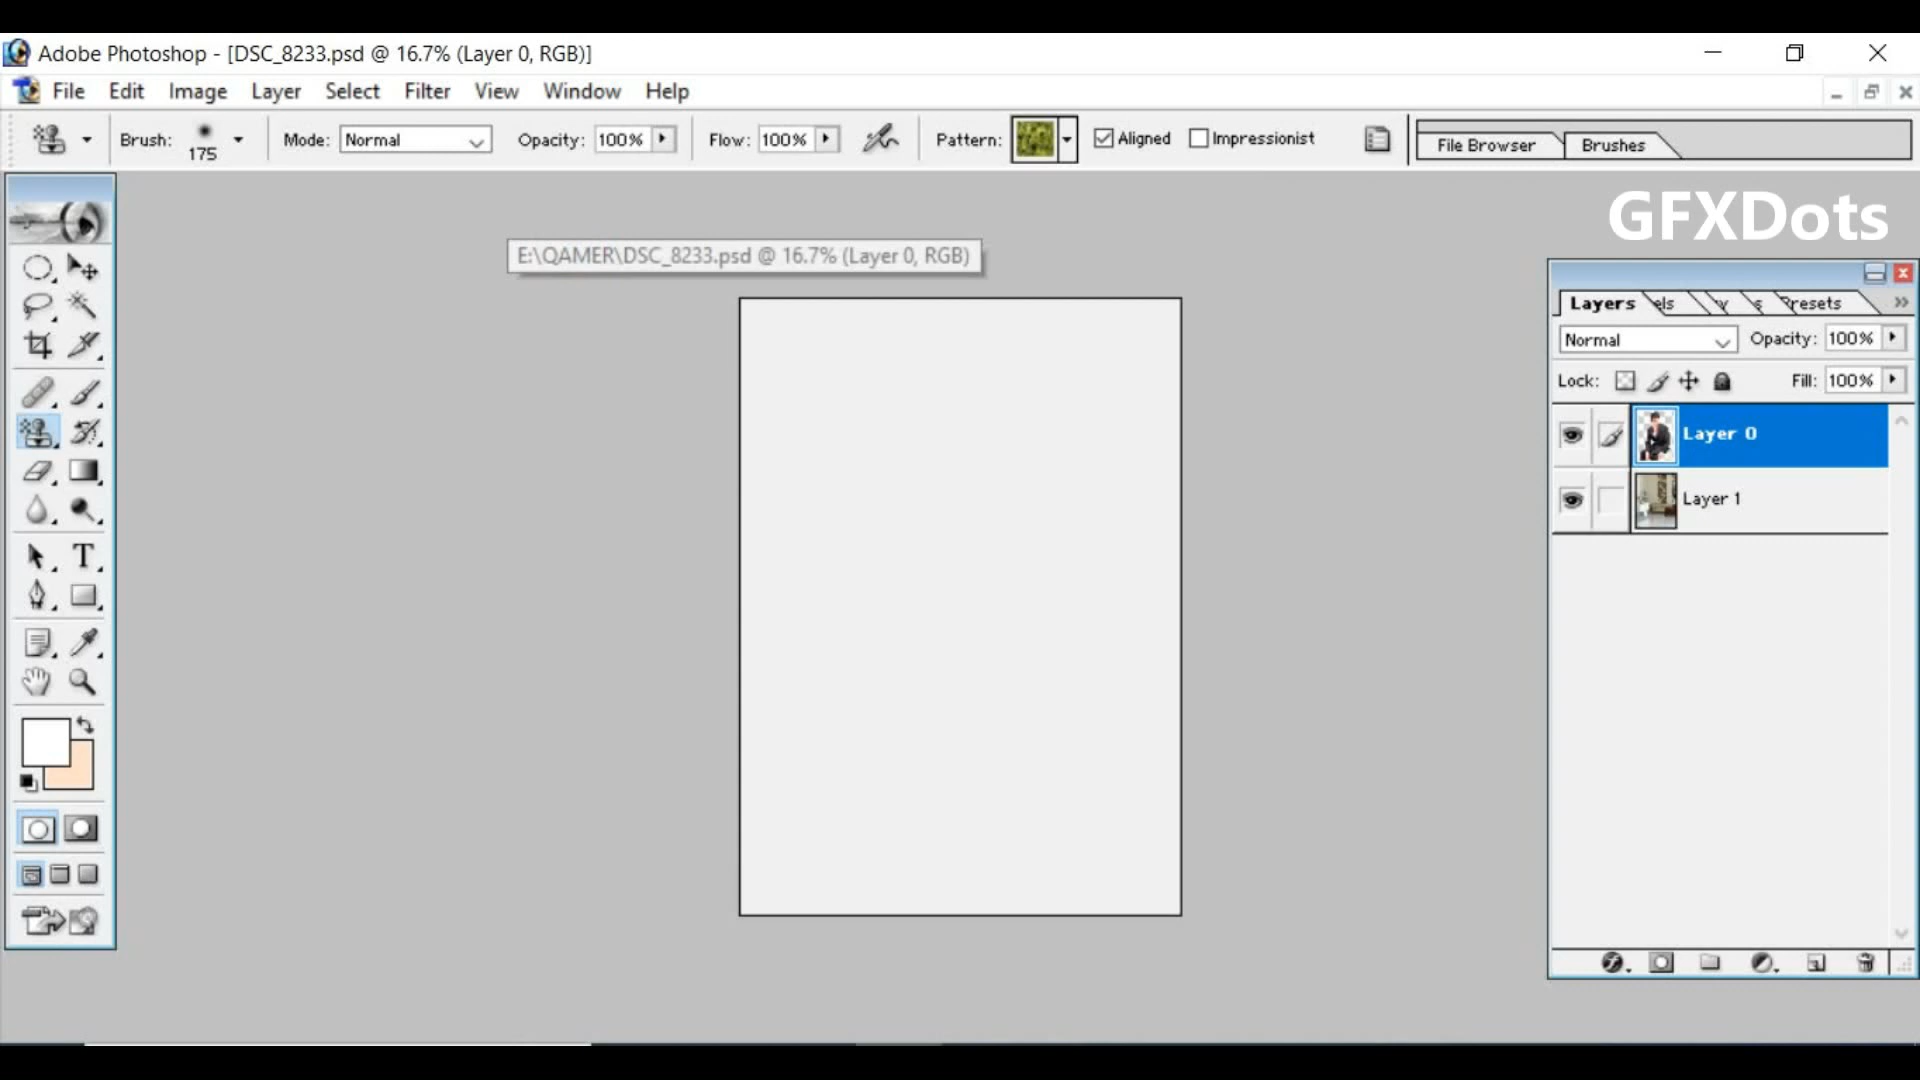 Adobe Photoshop - [DSC_8233.psd @ 16.7% (Layer 0, RGB)]
File Edit Image Layer Select Filter View Window Help
Brush: 175 Mode: Normal Opacity: 100% Flow: 100% Pattern: Aligned Impressionist File Browser Brushes
GFXDots
E:\QAMER\DSC_8233.psd @ 16.7% (Layer 0, RGB)
Layers els y s Presets
Normal Opacity: 100%
Lock: Fill: 100%
Layer 0
Layer 1
T